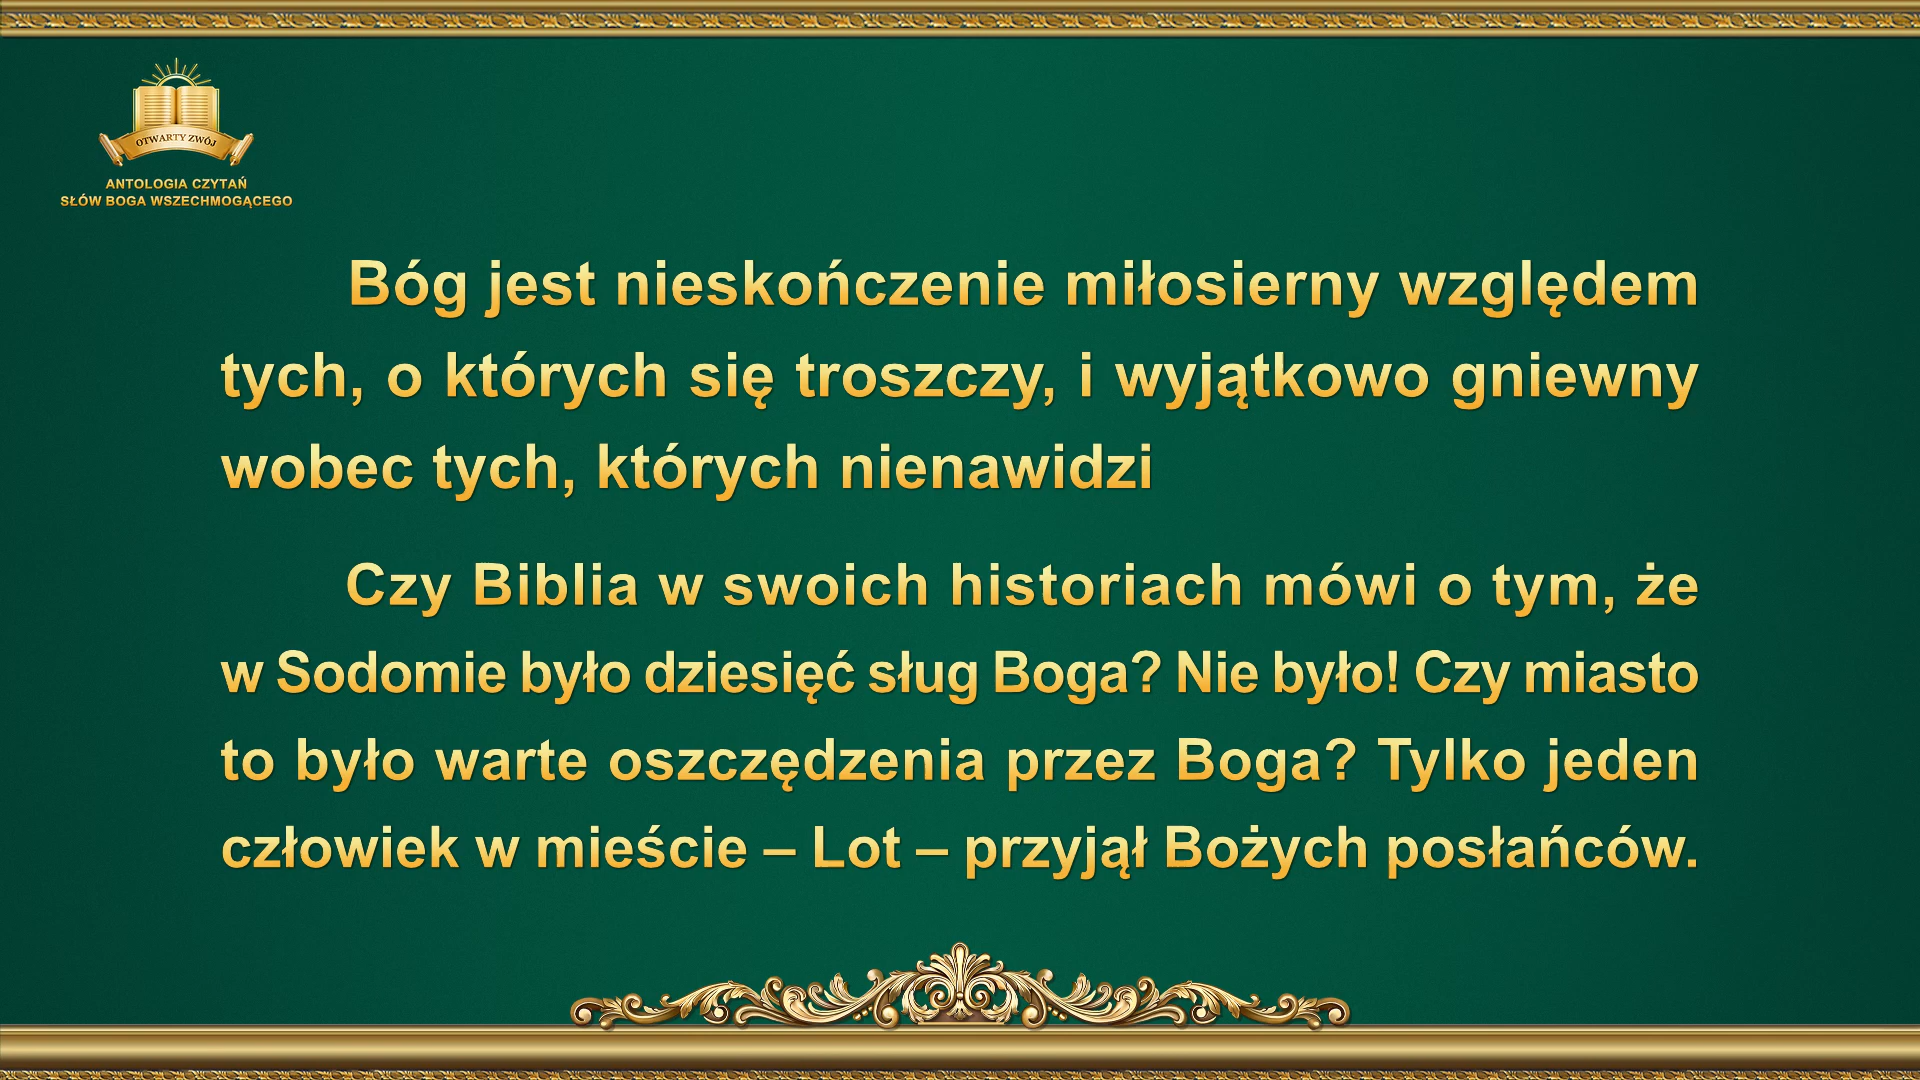 OTWARTY ZWÓJ
ANTOLOGIA CZYTAŃ
SŁÓW BOGA WSZECHMOGĄCEGO
Bóg jest nieskończenie miłosierny względem
tych, o których się troszczy, i wyjątkowo gniewny
wobec tych, których nienawidzi
Czy Biblia w swoich historiach mówi o tym, że
w Sodomie było dziesięć sług Boga? Nie było! Czy miasto
to było warte oszczędzenia przez Boga? Tylko jeden
człowiek w mieście – Lot – przyjął Bożych posłańców.